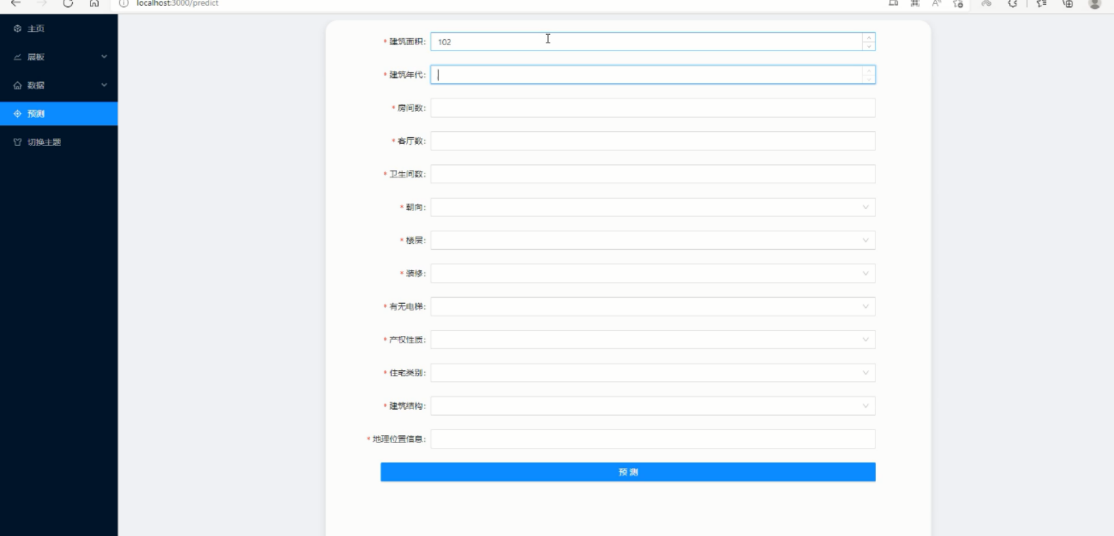 localhost:3000/predict
主页
展板
数据
预测
切换主题
* 建筑面积: 102
* 建筑年代:
* 房间数:
* 客厅数:
* 卫生间数:
* 朝向:
* 楼层:
* 装修:
* 有无电梯:
* 产权性质:
* 住宅类别:
* 建筑结构:
* 地理位置信息:
预 测